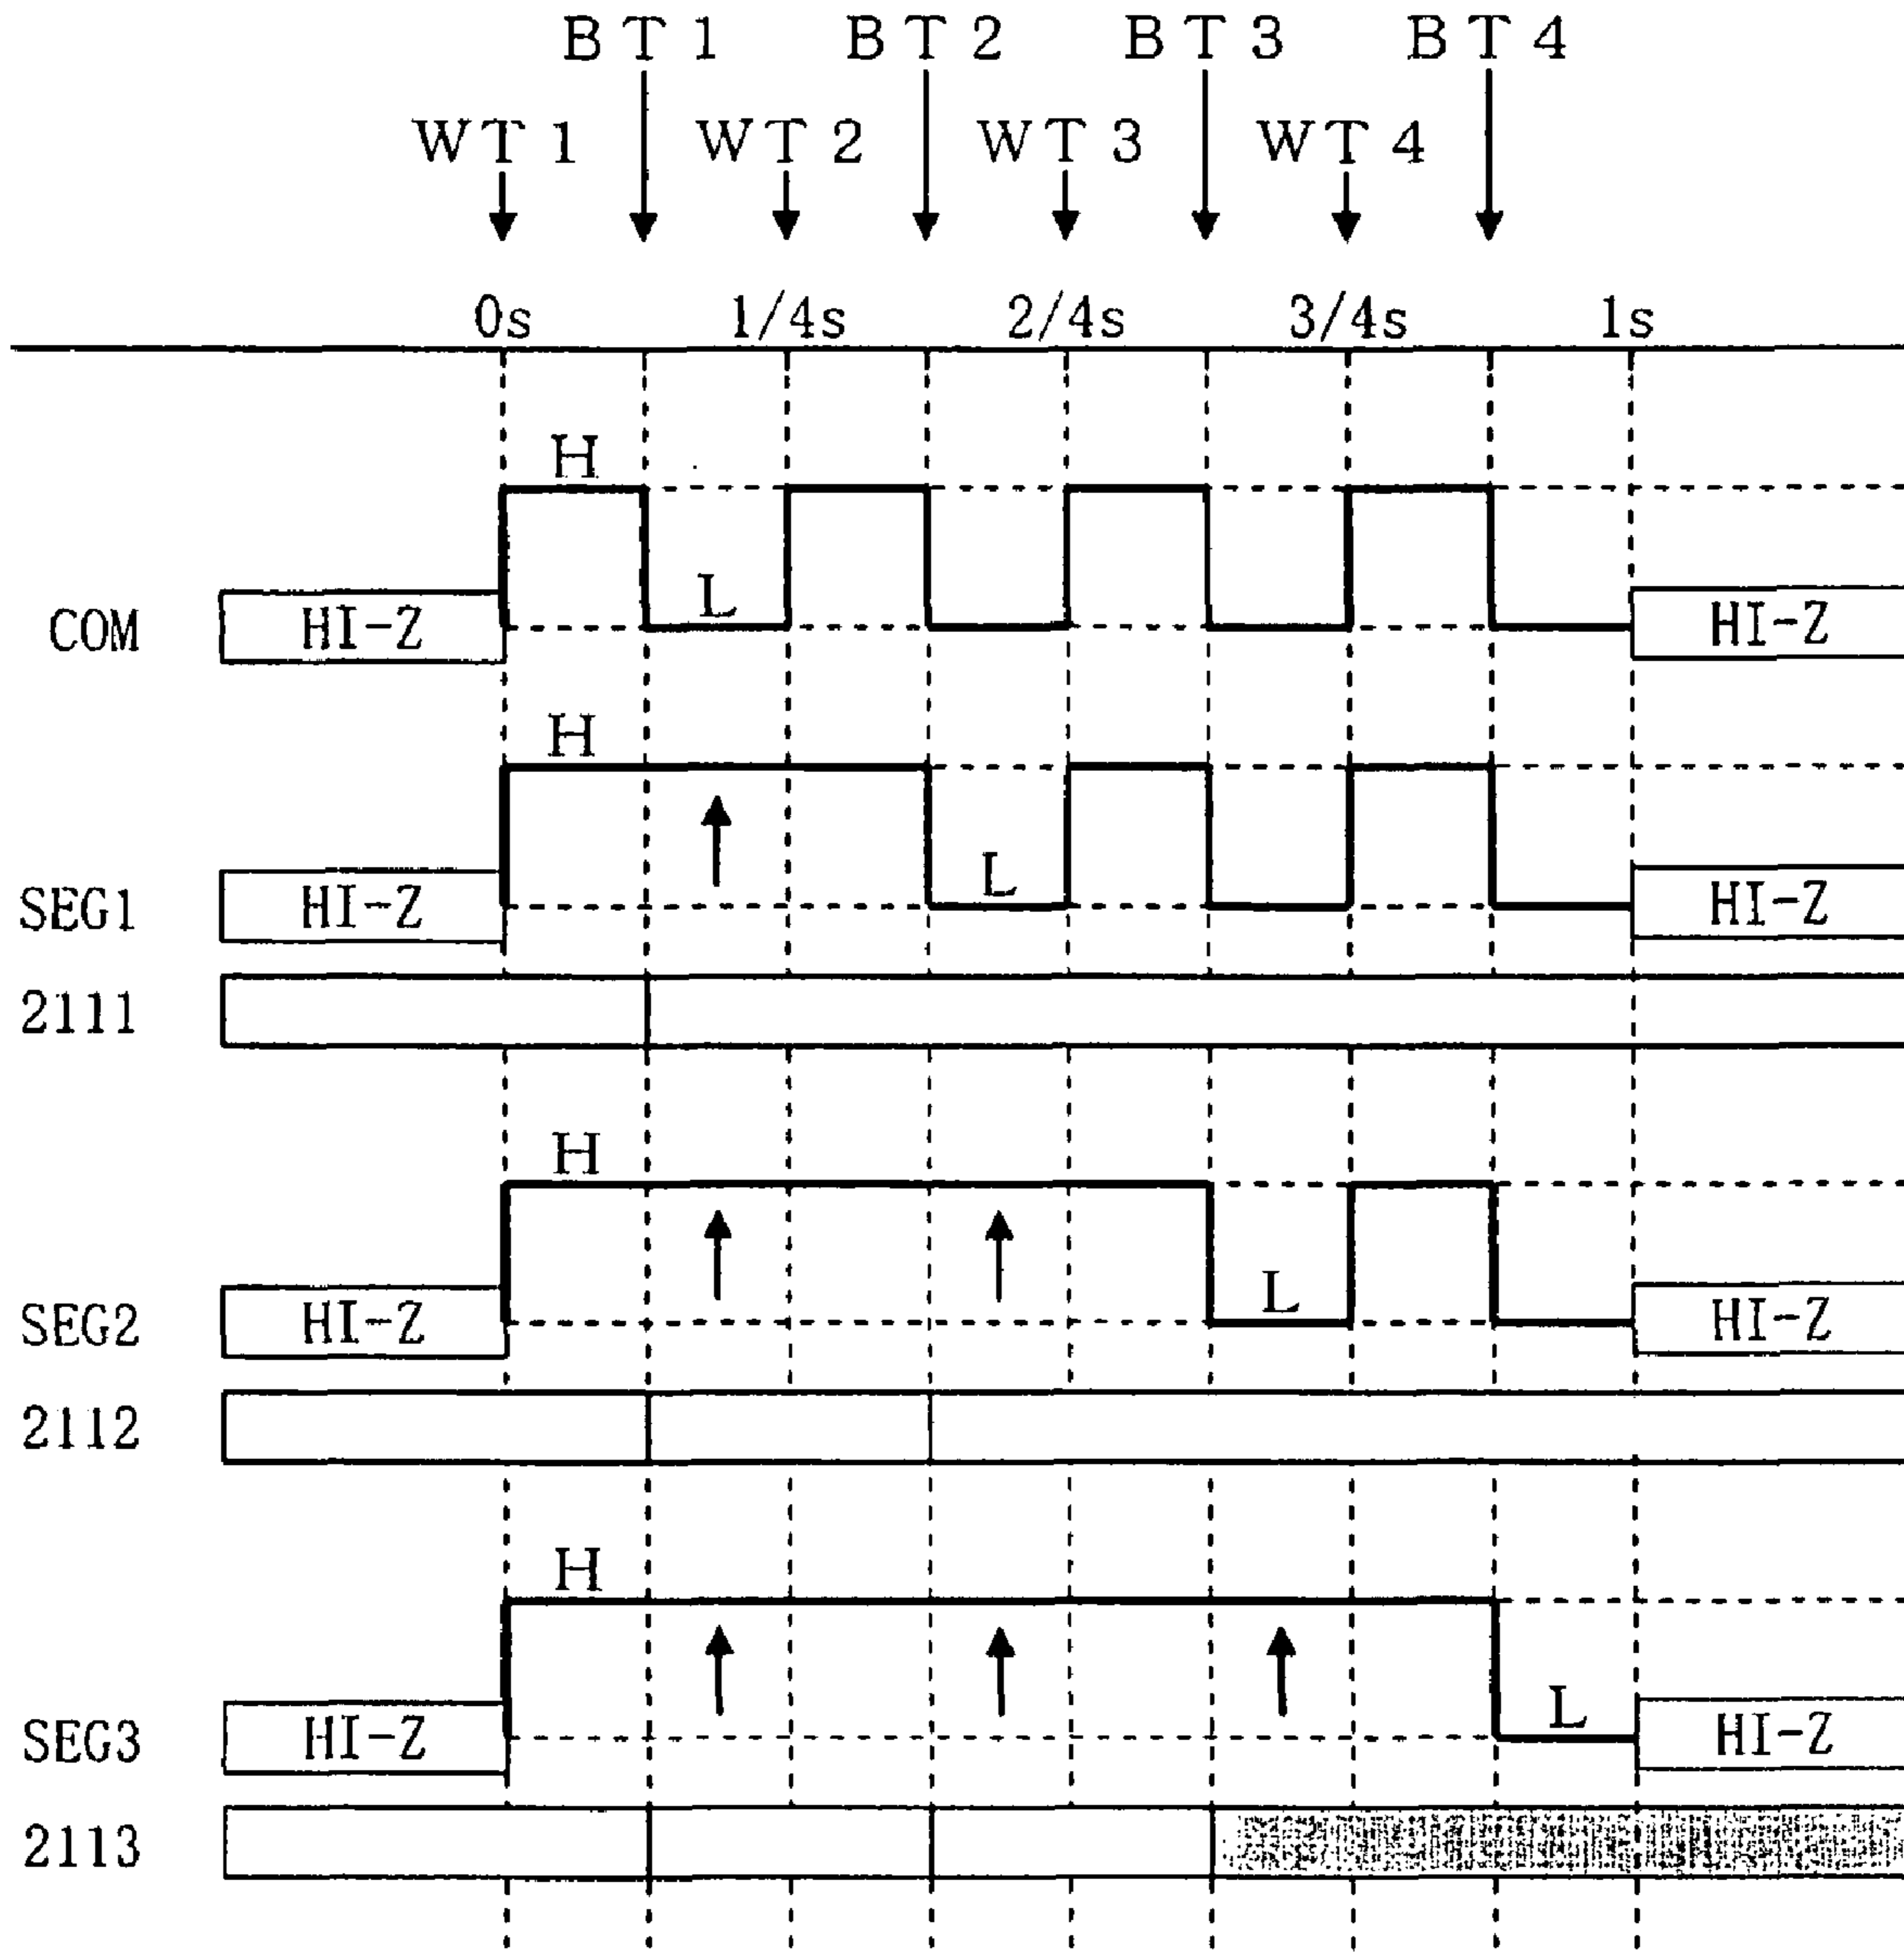 BT1 BT2 BT3 BT4
WT1 WT2 WT3 WT4
0s 1/4s 2/4s 3/4s 1s
H
L
COM HI-Z HI-Z
H
L
SEG1 HI-Z HI-Z
2111
H
L
SEG2 HI-Z HI-Z
2112
H
L
SEG3 HI-Z HI-Z
2113